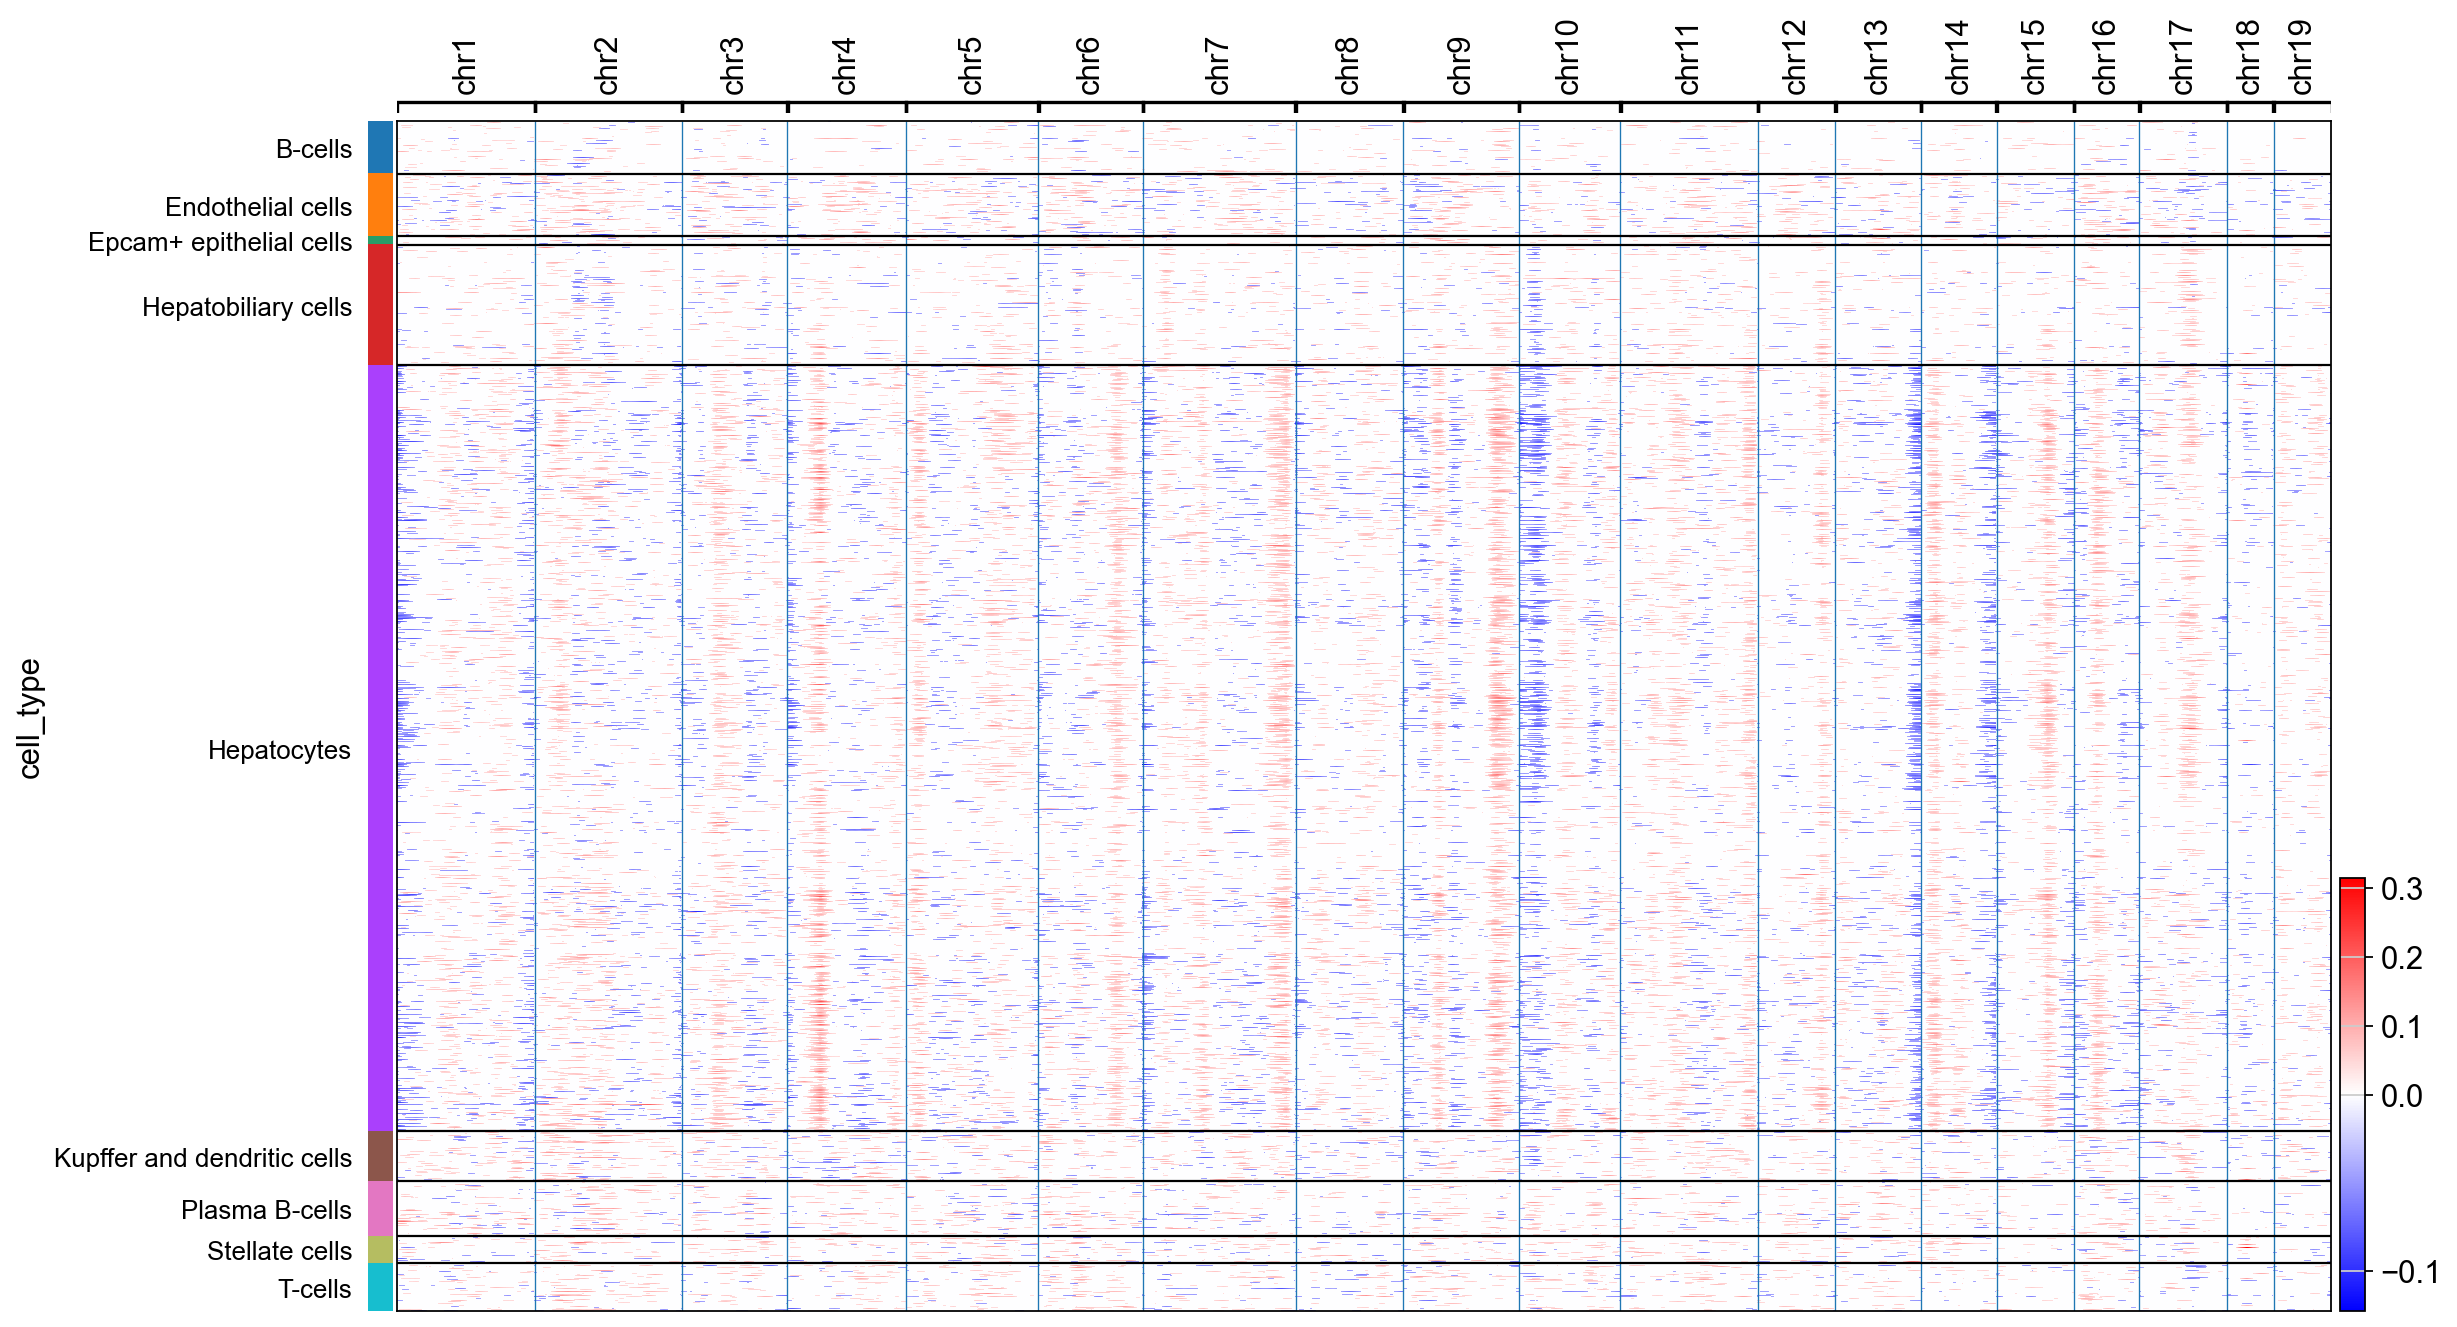 chr1
chr2
chr3
chr4
chr5
chr6
chr7
chr8
chr9
chr10
chr11
chr12
chr13
chr14
chr15
chr16
chr17
chr18
chr19
cell_type
B-cells
Endothelial cells
Epcam+ epithelial cells
Hepatobiliary cells
Hepatocytes
Kupffer and dendritic cells
Plasma B-cells
Stellate cells
T-cells
0.3
0.2
0.1
0.0
−0.1